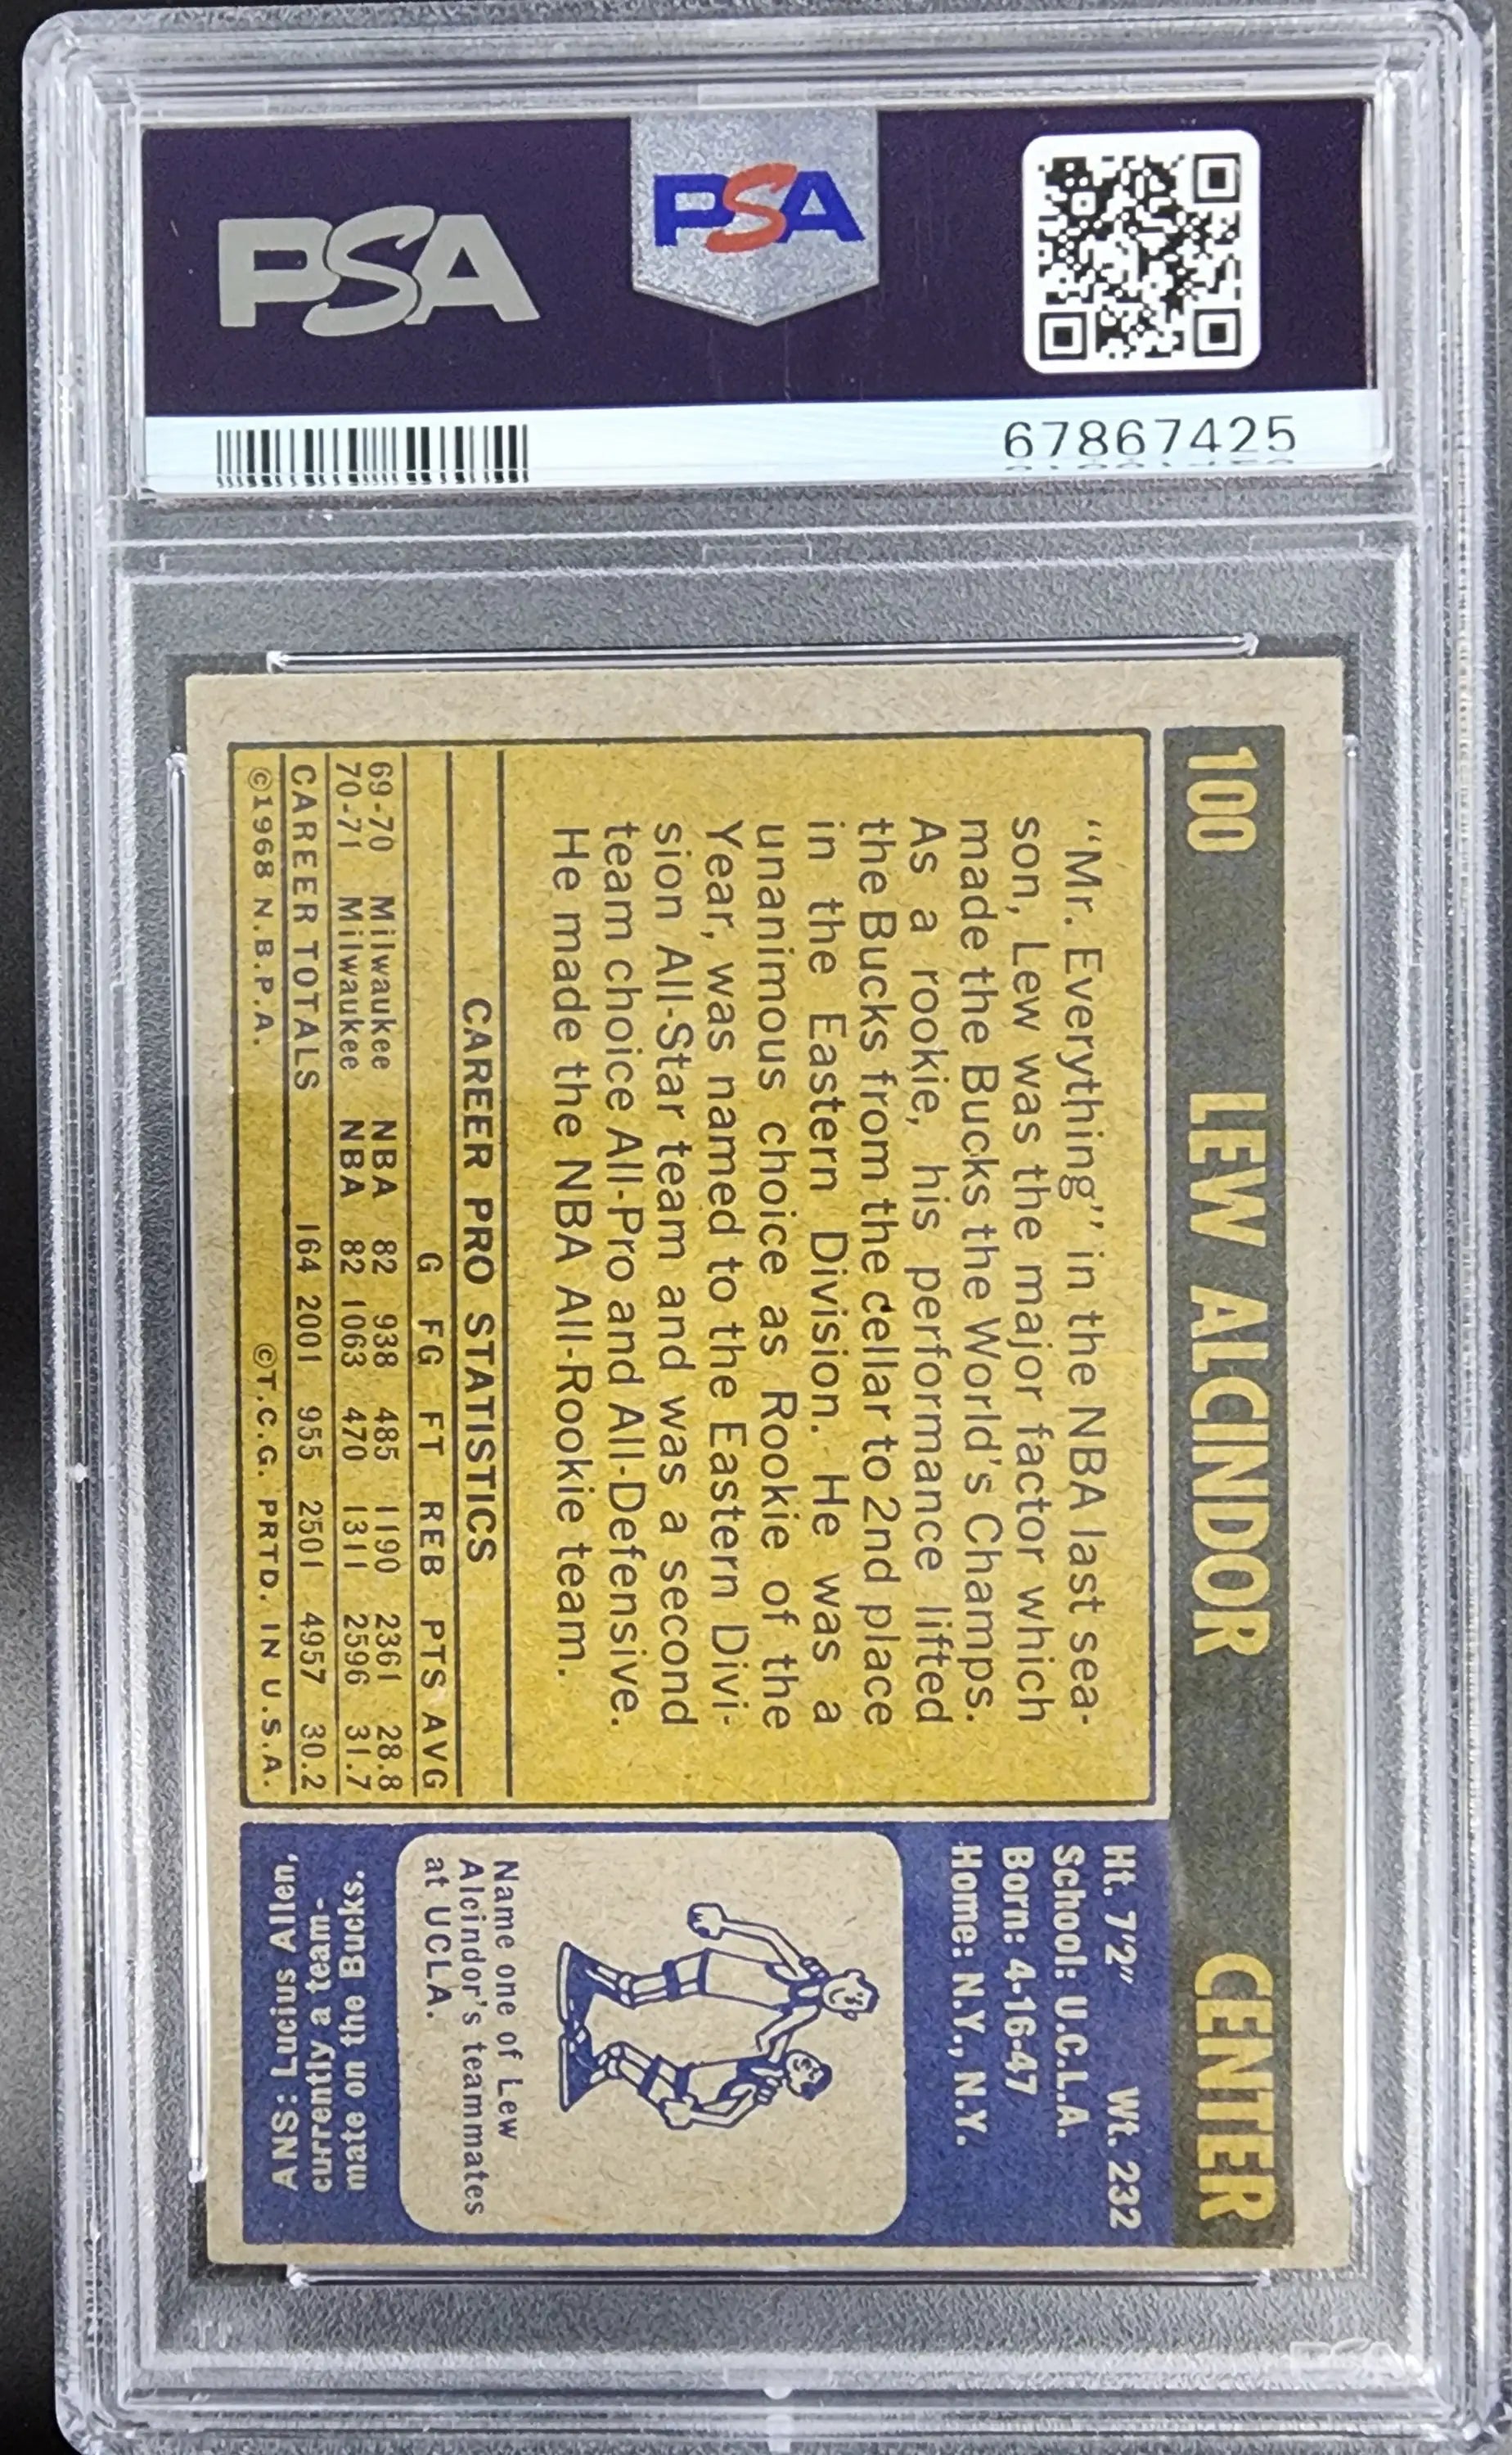 PSA
PSA
67867425
100 LEW ALCINDOR CENTER
"Mr. Everything" in the NBA last sea-
son, Lew was the major factor which
made the Bucks the World's Champs.
As a rookie, his performance lifted
the Bucks from the cellar to 2nd place
in the Eastern Division. He was a
unanimous choice as Rookie of the
Year, was named to the Eastern Divi-
sion All-Star team and was a second
team choice All-Pro and All-Defensive.
He made the NBA All-Rookie team.
CAREER PRO STATISTICS
G FG FT REB PTS AVG
69-70 Milwaukee NBA 82 938 485 1190 2361 28.8
70-71 Milwaukee NBA 82 1063 470 1311 2596 31.7
CAREER TOTALS 164 2001 955 2501 4957 30.2
©1968 N.B.P.A. ©T.C.G. PRTD. IN U.S.A.
Ht. 7'2" Wt. 232
School: U.C.L.A.
Born: 4-16-47
Home: N.Y., N.Y.
Name one of Lew
Alcindor's teammates
at UCLA.
ANS: Lucius Allen,
currently a team-
mate on the Bucks.
PSA